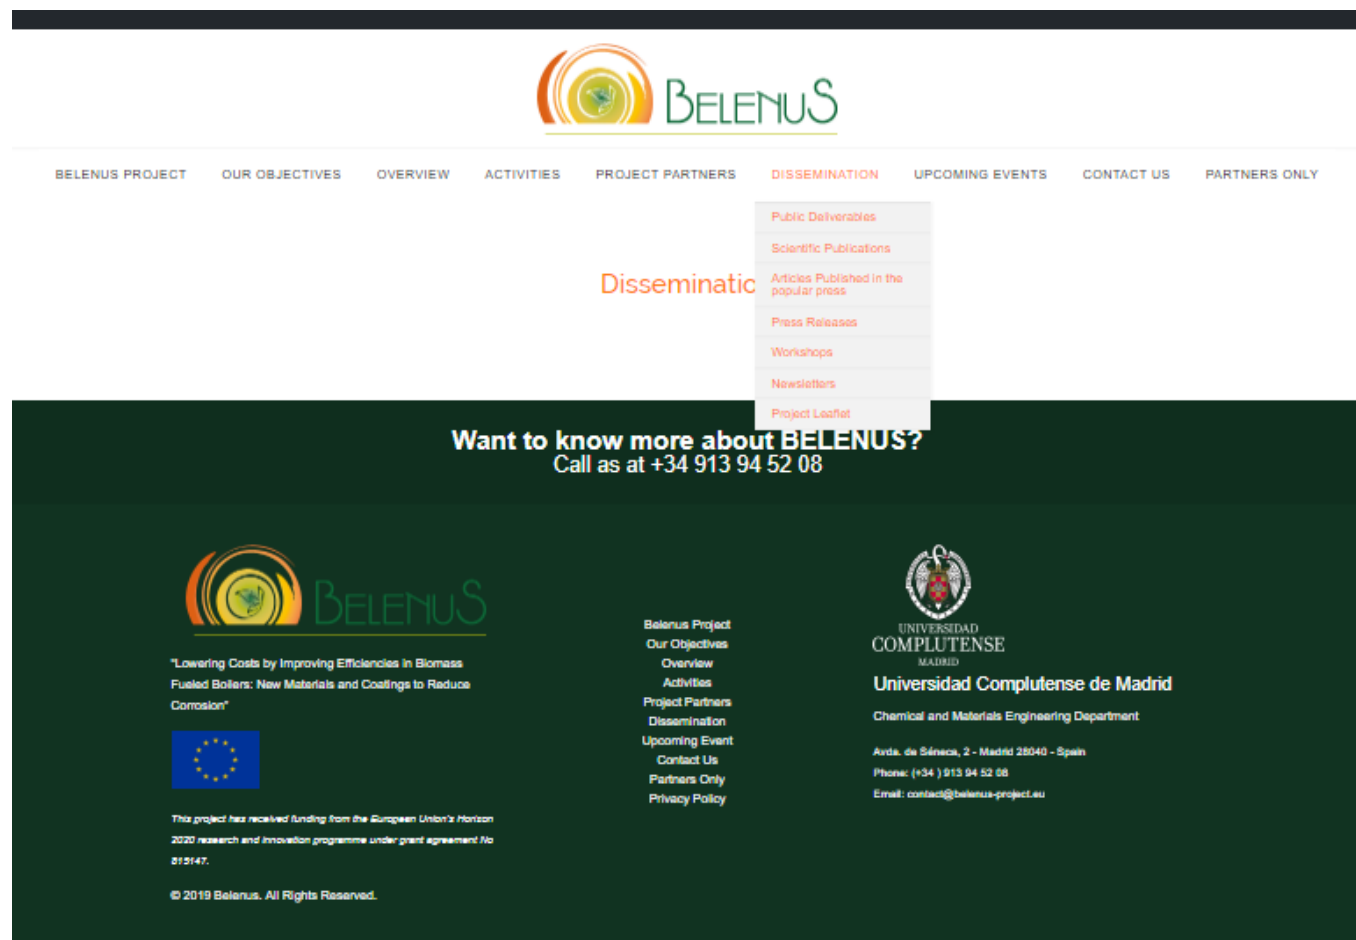 BELENUS
BELENUS PROJECT OUR OBJECTIVES OVERVIEW ACTIVITIES PROJECT PARTNERS DISSEMINATION UPCOMING EVENTS CONTACT US PARTNERS ONLY
Public Deliverables
Scientific Publications
Articles Published in the
popular press
Press Releases
Workshops
Newsletters
Project Leaflet
Disseminatio
Want to know more about BELENUS?
Call as at +34 913 94 52 08
BELENUS
"Lowering Costs by Improving Efficiencies in Biomass
Fueled Boilers: New Materials and Coatings to Reduce
Corrosion"
This project has received funding from the European Union's Horizon
2020 research and innovation programme under grant agreement No
815147.
© 2019 Belenus. All Rights Reserved.
Belenus Project
Our Objectives
Overview
Activities
Project Partners
Dissemination
Upcoming Event
Contact Us
Partners Only
Privacy Policy
UNIVERSIDAD
COMPLUTENSE
MADRID
Universidad Complutense de Madrid
Chemical and Materials Engineering Department
Avda. de Séneca, 2 - Madrid 28040 - Spain
Phone: (+34 ) 913 94 52 08
Email: contact@belenus-project.eu